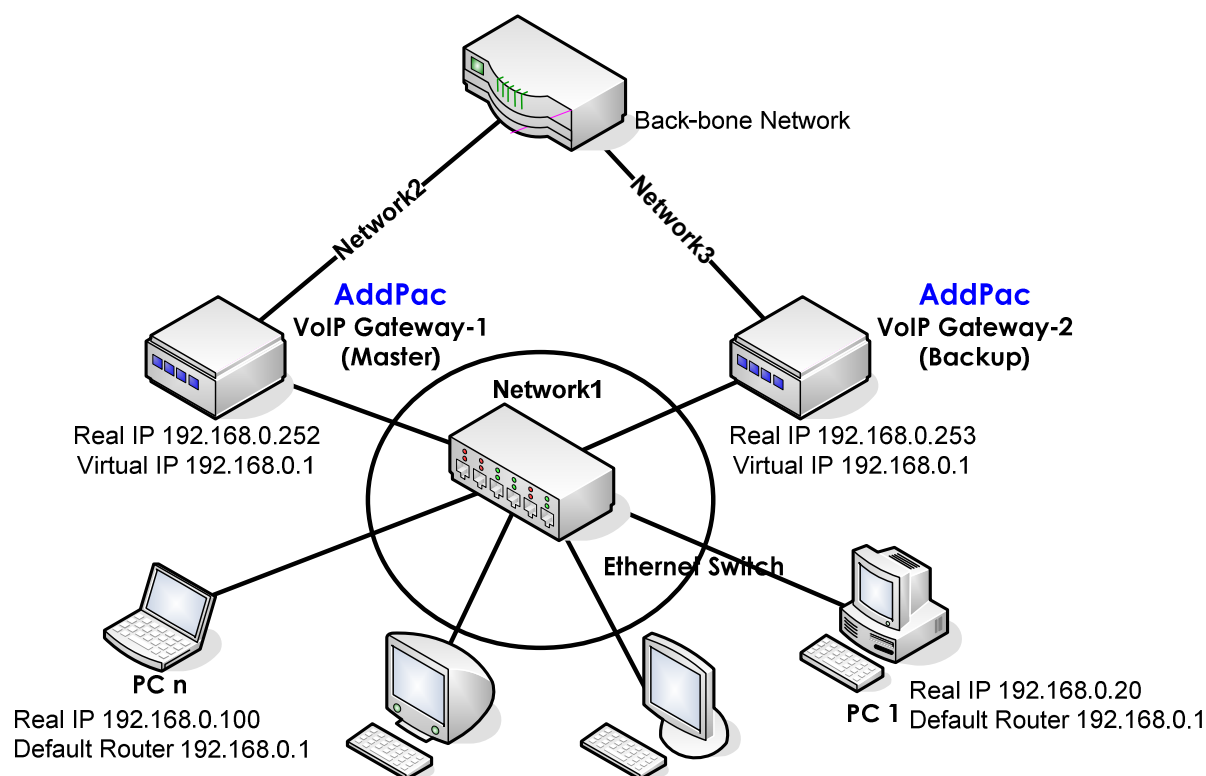 Back-bone Network
Network2
Network3
AddPac
VoIP Gateway-1
(Master)
AddPac
VoIP Gateway-2
(Backup)
Network1
Real IP 192.168.0.252
Virtual IP 192.168.0.1
Real IP 192.168.0.253
Virtual IP 192.168.0.1
Ethernet Switch
PC n
Real IP 192.168.0.100
Default Router 192.168.0.1
PC 1
Real IP 192.168.0.20
Default Router 192.168.0.1